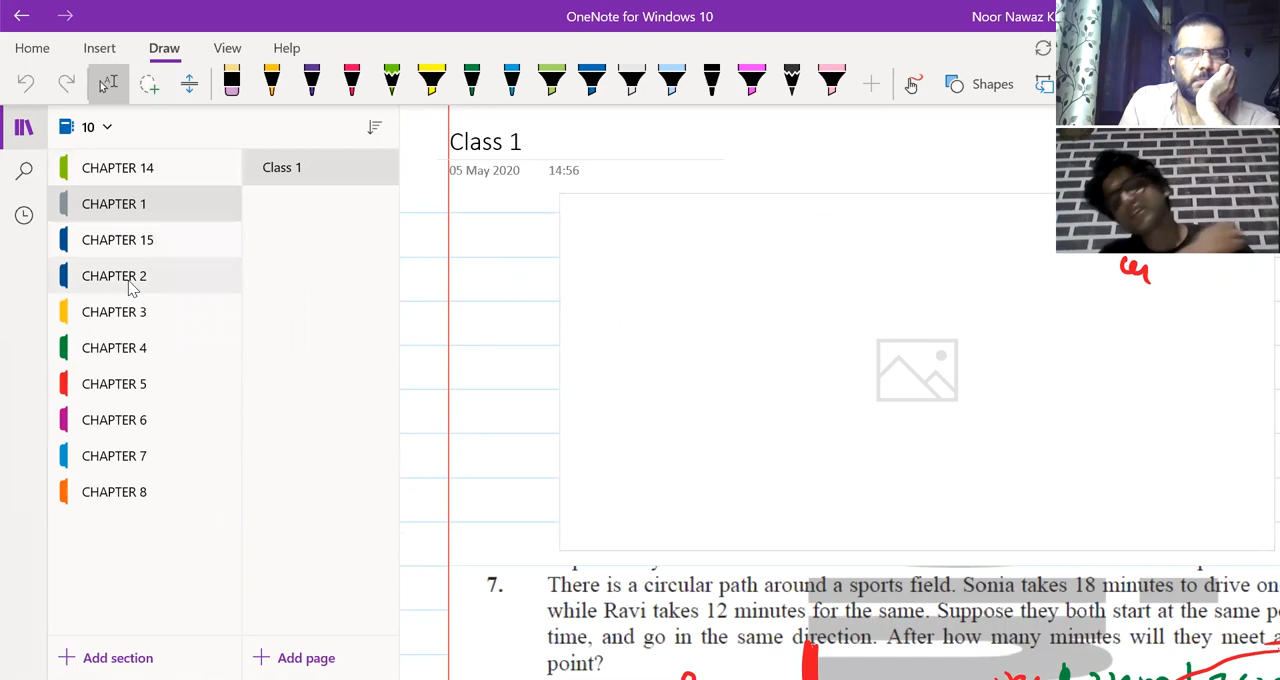 OneNote for Windows 10
Noor Nawaz K
Home Insert Draw View Help
Shapes
10
CHAPTER 14
CHAPTER 1
CHAPTER 15
CHAPTER 2
CHAPTER 3
CHAPTER 4
CHAPTER 5
CHAPTER 6
CHAPTER 7
CHAPTER 8
Add section
Class 1
Add page
Class 1
05 May 2020 14:56
7. There is a circular path around a sports field. Sonia takes 18 minutes to drive on
while Ravi takes 12 minutes for the same. Suppose they both start at the same
time, and go in the same direction. After how many minutes will they meet
point?